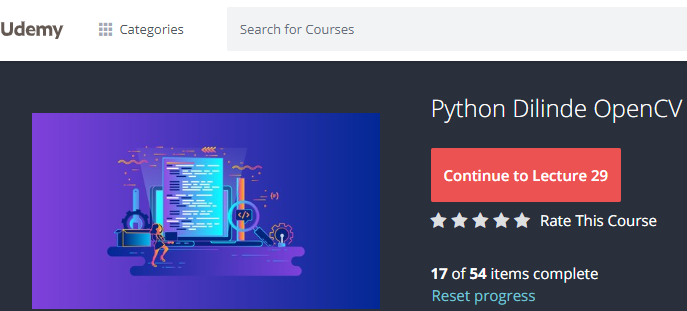 Udemy
Categories
Search for Courses
Python Dilinde OpenCV
Continue to Lecture 29
Rate This Course
17 of 54 items complete
Reset progress